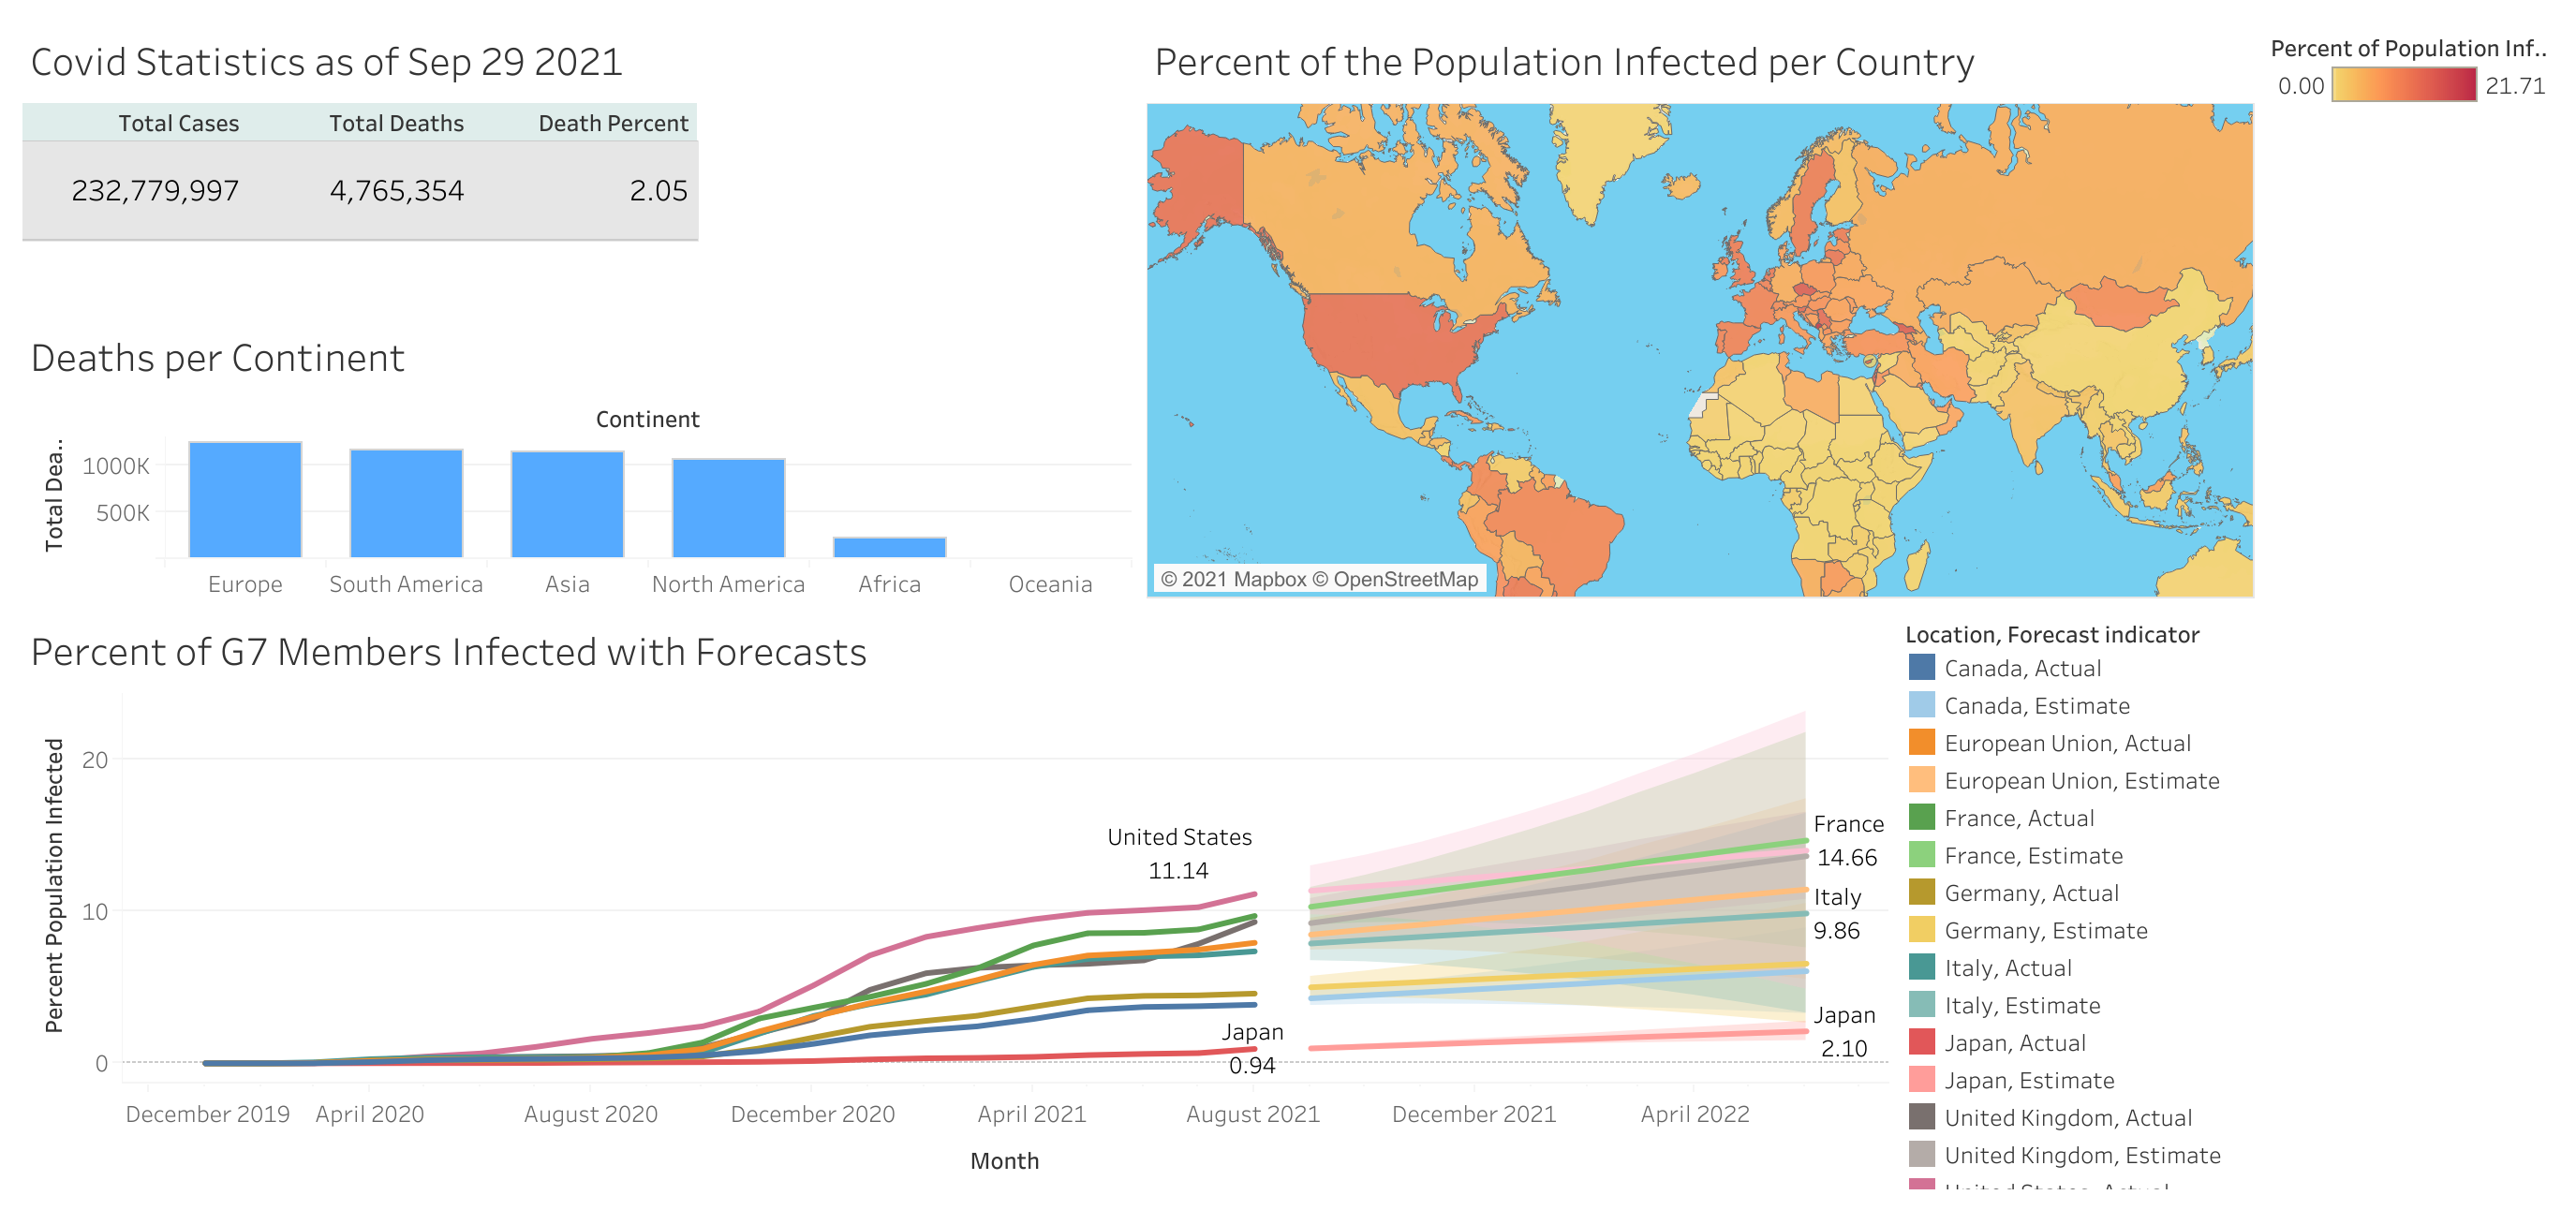 Covid Statistics as of Sep 29 2021
Total Cases Total Deaths Death Percent
232,779,997 4,765,354 2.05
Percent of the Population Infected per Country
Percent of Population Inf..
0.00 21.71
© 2021 Mapbox © OpenStreetMap
Deaths per Continent
Continent
Total Dea..
1000K
500K
Europe South America Asia North America Africa Oceania
Percent of G7 Members Infected with Forecasts
Percent Population Infected
20
10
0
United States
11.14
Japan
0.94
France
14.66
Italy
9.86
Japan
2.10
December 2019 April 2020 August 2020 December 2020 April 2021 August 2021 December 2021 April 2022
Month
Location, Forecast indicator
Canada, Actual
Canada, Estimate
European Union, Actual
European Union, Estimate
France, Actual
France, Estimate
Germany, Actual
Germany, Estimate
Italy, Actual
Italy, Estimate
Japan, Actual
Japan, Estimate
United Kingdom, Actual
United Kingdom, Estimate
United States, Actual